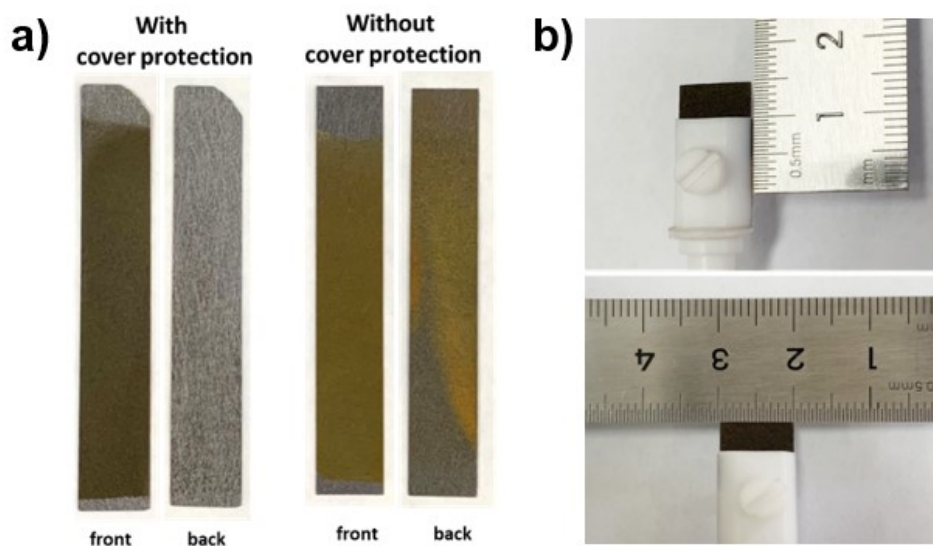 a)
With
cover protection
front
back
Without
cover protection
front
back
b)
2
1
0.5mm
mm
4
3
2
1
0.5mm